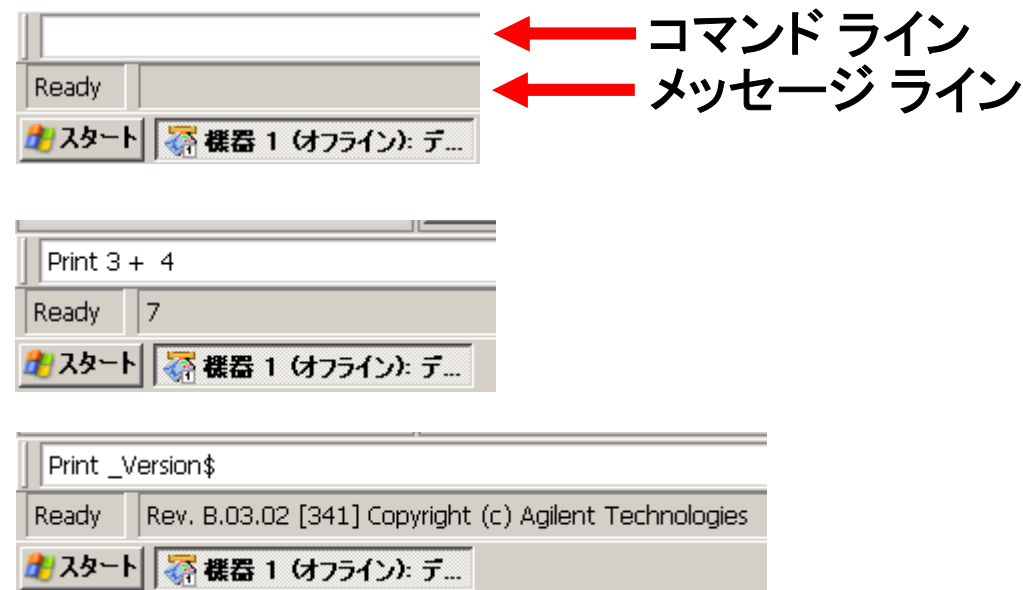 コマンド ライン
Ready
メッセージ ライン
スタート 機器 1 (オフライン): デ...
Print 3 +  4
Ready 7
スタート 機器 1 (オフライン): デ...
Print _Version$
Ready Rev. B.03.02 [341] Copyright (c) Agilent Technologies
スタート 機器 1 (オフライン): デ...